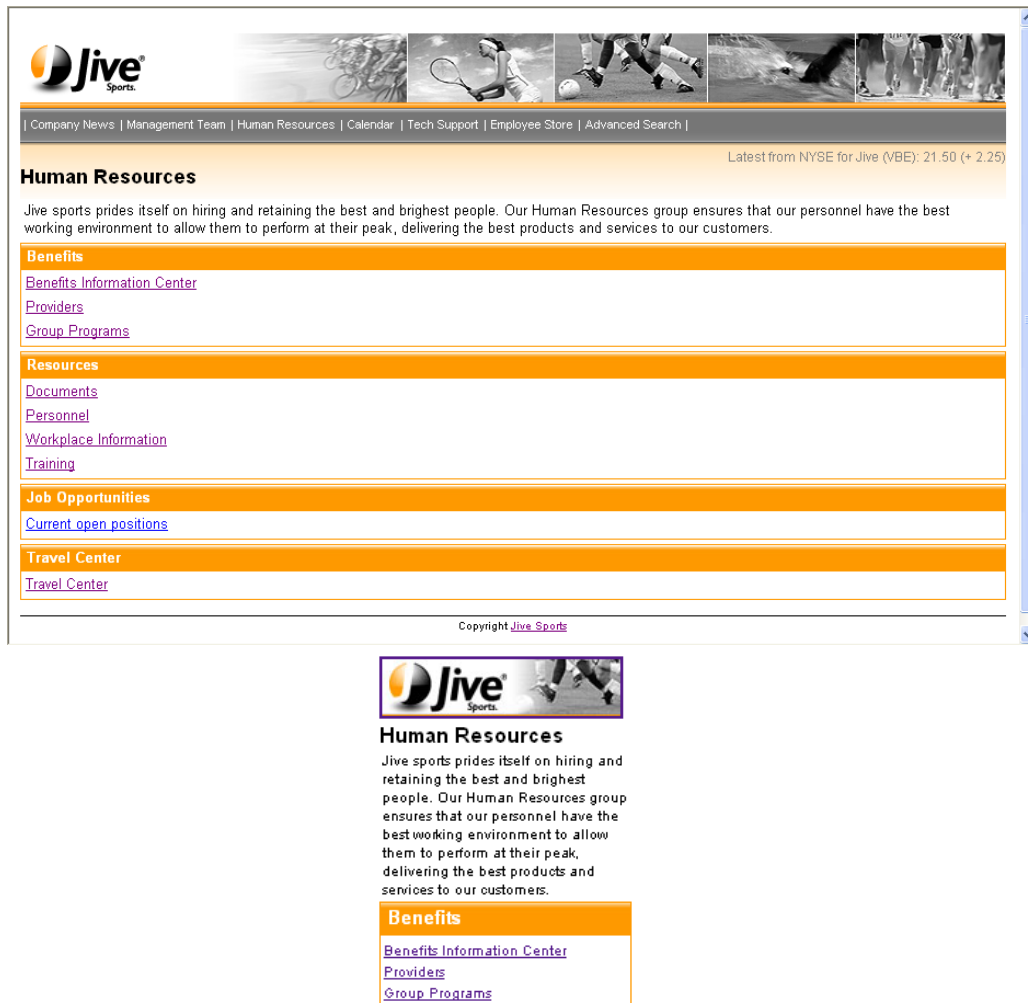 Jive®
Sports.
| Company News | Management Team | Human Resources | Calendar | Tech Support | Employee Store | Advanced Search |
Latest from NYSE for Jive (VBE): 21.50 (+ 2.25)
Human Resources
Jive sports prides itself on hiring and retaining the best and brighest people. Our Human Resources group ensures that our personnel have the best
working environment to allow them to perform at their peak, delivering the best products and services to our customers.
Benefits
Benefits Information Center
Providers
Group Programs
Resources
Documents
Personnel
Workplace Information
Training
Job Opportunities
Current open positions
Travel Center
Travel Center
Copyright Jive Sports
Jive®
Sports.
Human Resources
Jive sports prides itself on hiring and
retaining the best and brighest
people. Our Human Resources group
ensures that our personnel have the
best working environment to allow
them to perform at their peak,
delivering the best products and
services to our customers.
Benefits
Benefits Information Center
Providers
Group Programs